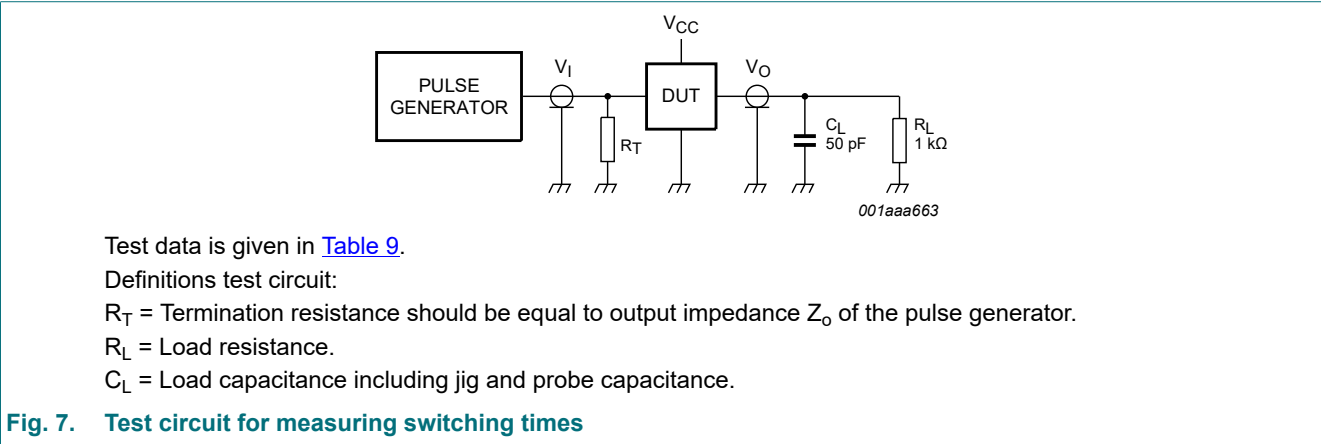 V_CC
PULSE
GENERATOR
V_I
DUT
V_O
R_T
C_L
50 pF
R_L
1 kΩ
001aaa663
Test data is given in Table 9.
Definitions test circuit:
R_T = Termination resistance should be equal to output impedance Z_o of the pulse generator.
R_L = Load resistance.
C_L = Load capacitance including jig and probe capacitance.
Fig. 7. Test circuit for measuring switching times